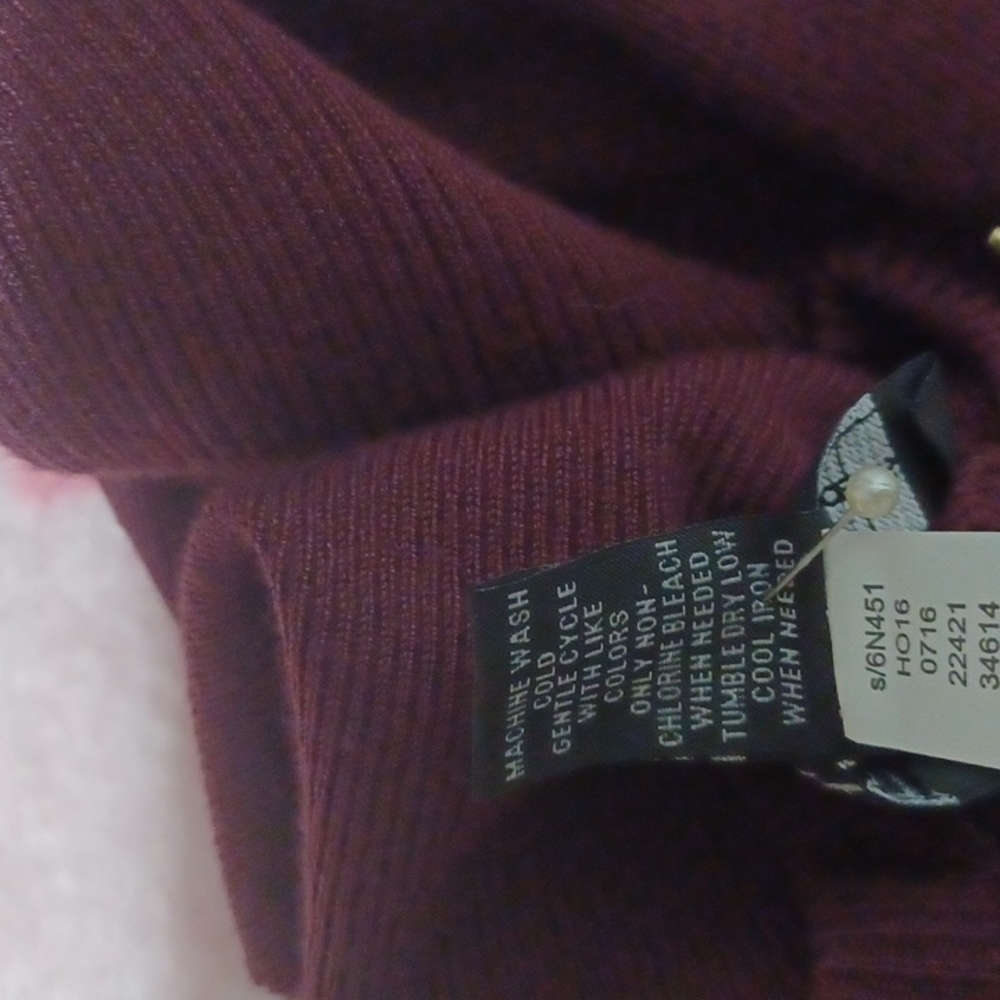 MACHINE WASH
COLD
GENTLE CYCLE
WITH LIKE
COLORS
ONLY NON-
CHLORINE BLEACH
WHEN NEEDED
TUMBLE DRY LOW
COOL IRON
WHEN NEEDED
s/6N451
HO16
0716
22421
34614